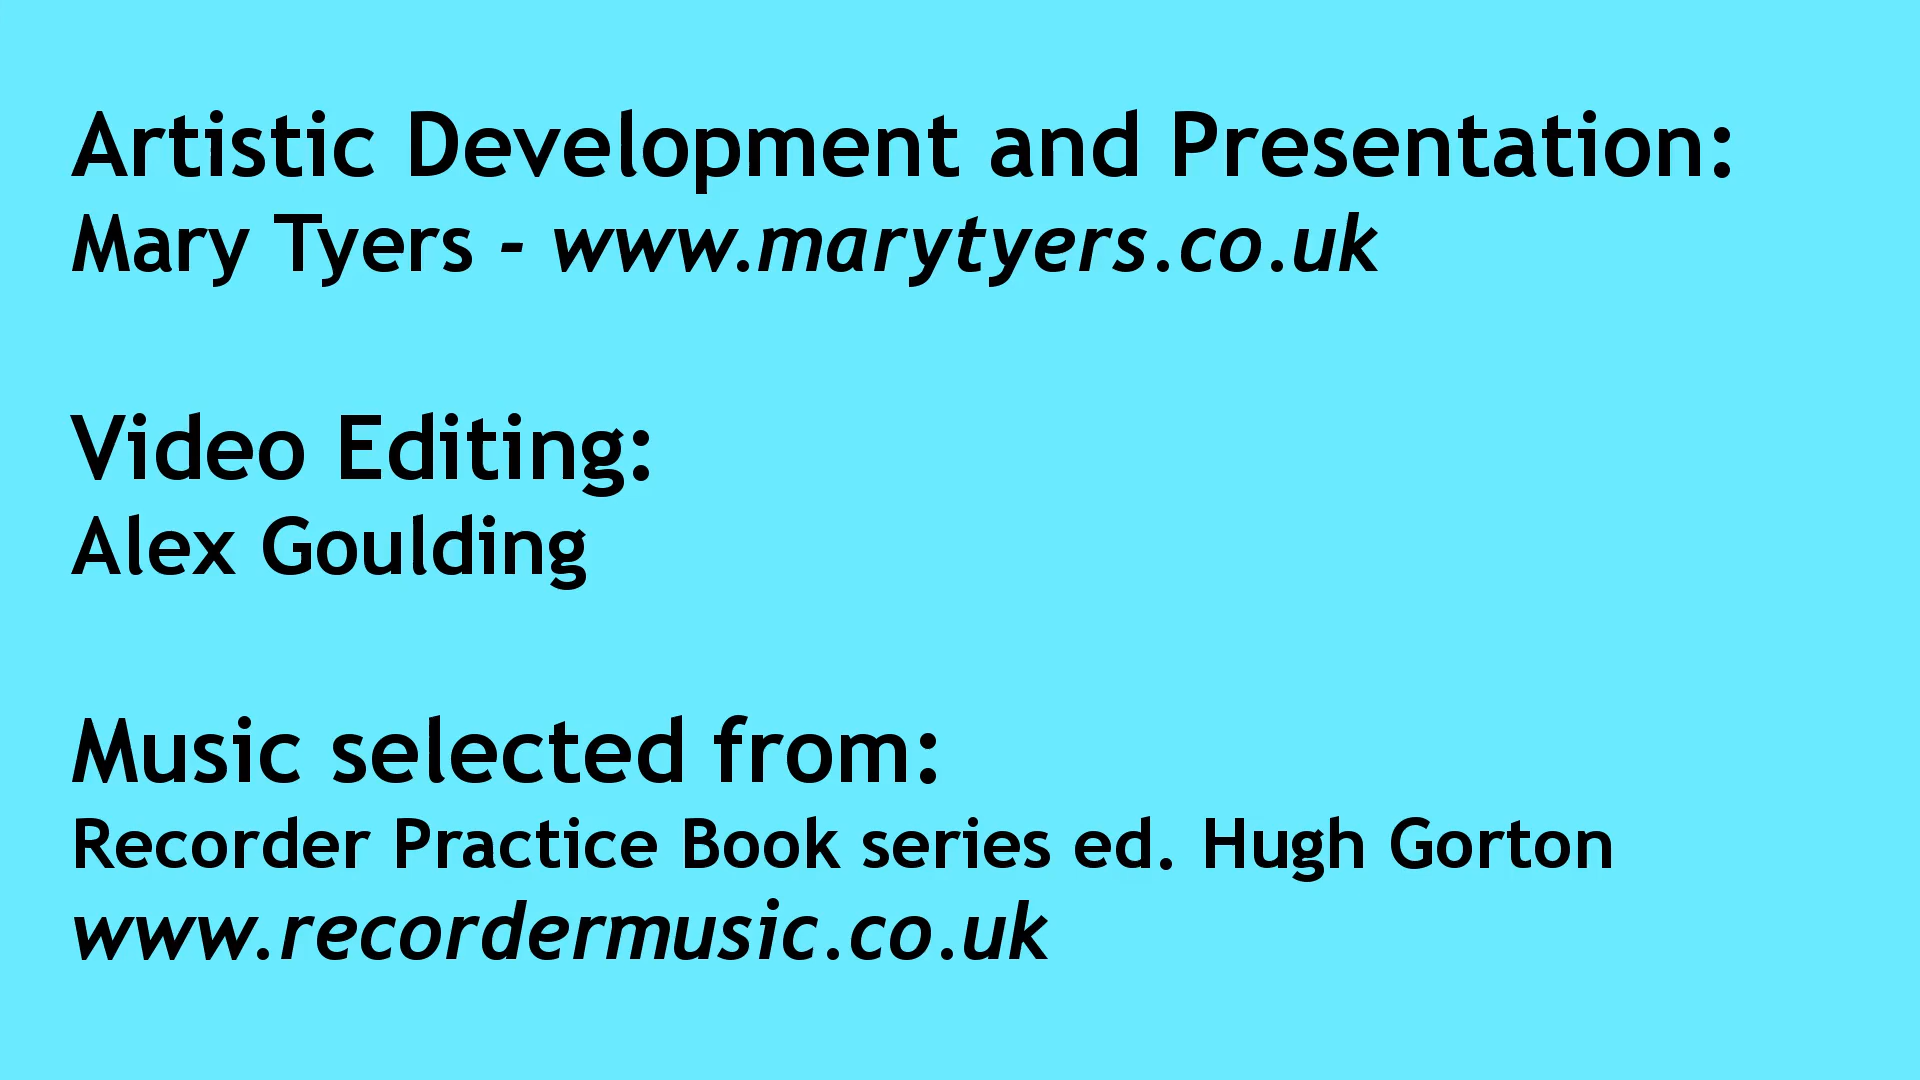 Artistic Development and Presentation:
Mary Tyers - www.marytyers.co.uk
Video Editing:
Alex Goulding
Music selected from:
Recorder Practice Book series ed. Hugh Gorton
www.recordermusic.co.uk